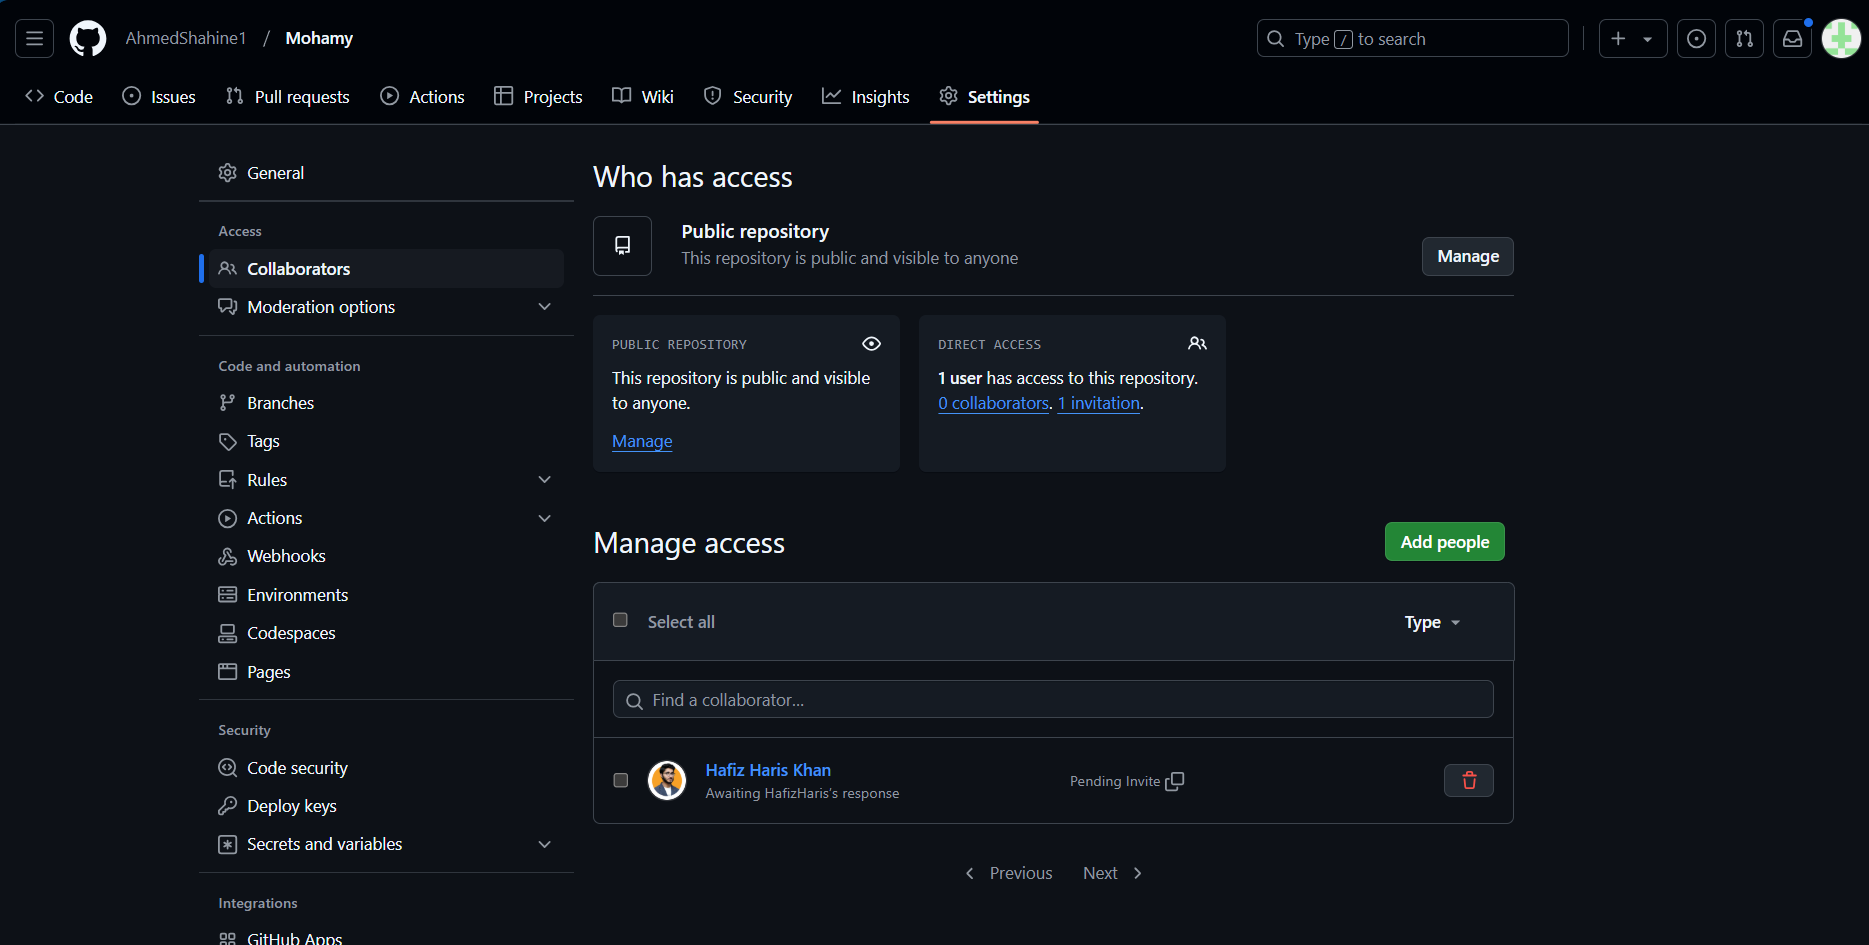 AhmedShahine1 / Mohamy
Type / to search
Code
Issues
Pull requests
Actions
Projects
Wiki
Security
Insights
Settings
General
Access
Collaborators
Moderation options
Code and automation
Branches
Tags
Rules
Actions
Webhooks
Environments
Codespaces
Pages
Security
Code security
Deploy keys
Secrets and variables
Integrations
GitHub Apps
Who has access
Public repository
This repository is public and visible to anyone
Manage
PUBLIC REPOSITORY
This repository is public and visible
to anyone.
Manage
DIRECT ACCESS
1 user has access to this repository.
0 collaborators. 1 invitation.
Manage access
Add people
Select all
Type
Find a collaborator...
Hafiz Haris Khan
Awaiting HafizHaris's response
Pending Invite
Previous
Next